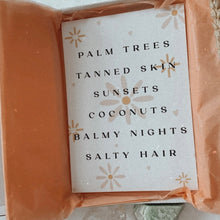 PALM TREES
TANNED SKIN
SUNSETS
COCONUTS
BALMY NIGHTS
SALTY HAIR